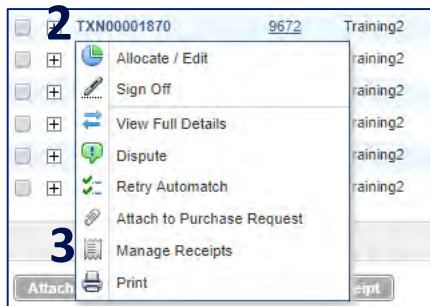 2 TXN00001870 9672 Training2
Allocate / Edit raining2
Sign Off raining2
View Full Details raining2
Dispute raining2
Retry Automatch raining2
Attach to Purchase Request
3 Manage Receipts
Print
Attach eipt